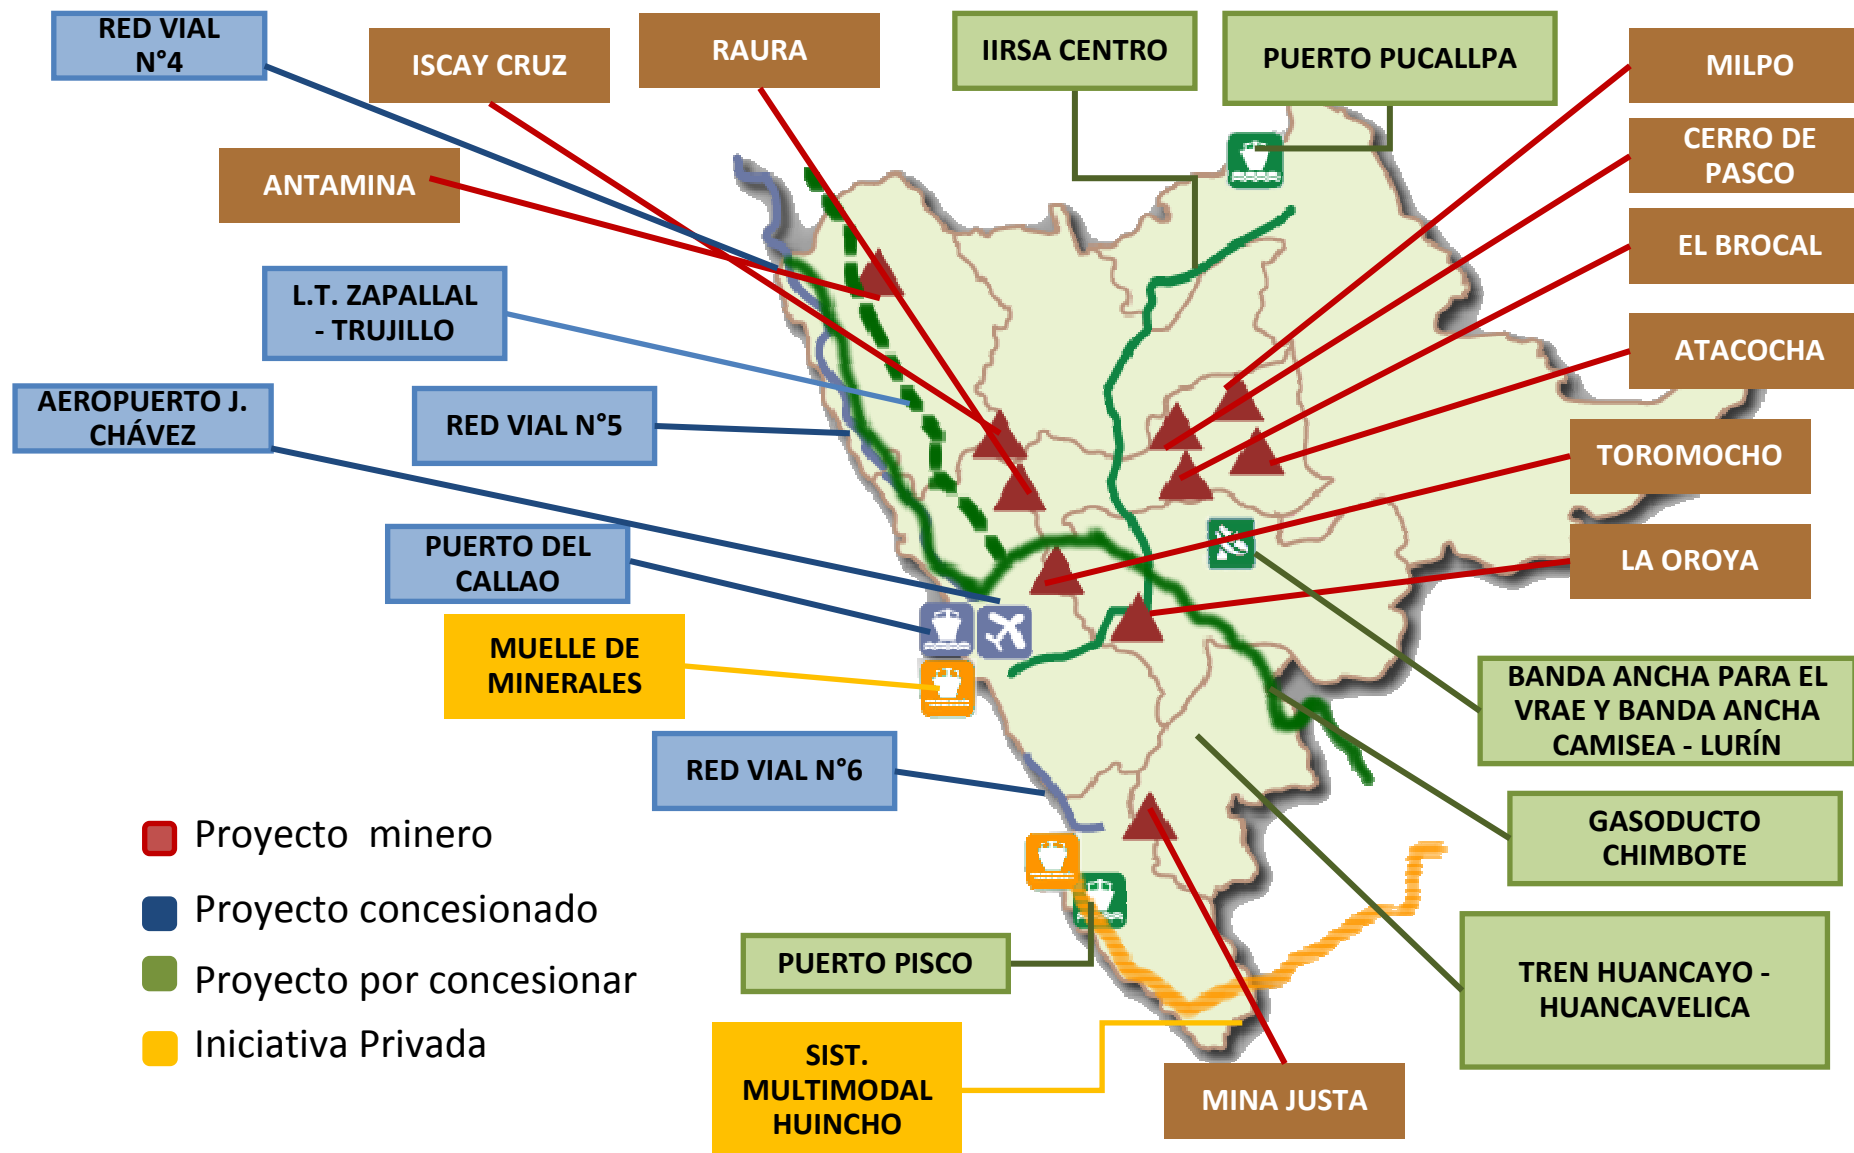 RED VIAL
N°4
ISCAY CRUZ
RAURA
IIRSA CENTRO
PUERTO PUCALLPA
MILPO
ANTAMINA
CERRO DE
PASCO
EL BROCAL
L.T. ZAPALLAL
- TRUJILLO
ATACOCHA
AEROPUERTO J.
CHÁVEZ
RED VIAL N°5
TOROMOCHO
PUERTO DEL
CALLAO
LA OROYA
MUELLE DE
MINERALES
BANDA ANCHA PARA EL
VRAE Y BANDA ANCHA
CAMISEA - LURÍN
RED VIAL N°6
GASODUCTO
CHIMBOTE
Proyecto minero
Proyecto concesionado
Proyecto por concesionar
Iniciativa Privada
PUERTO PISCO
TREN HUANCAYO -
HUANCAVELICA
SIST.
MULTIMODAL
HUINCHO
MINA JUSTA